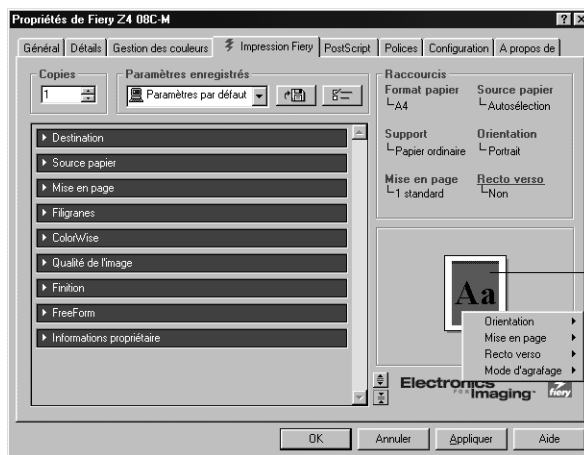 Propriétés de Fiery Z4 08C-M
Général Détails Gestion des couleurs Impression Fiery PostScript Polices Configuration A propos de
Copies
1
Paramètres enregistrés
Paramètres par défaut
Raccourcis
Format papier
A4
Source papier
Autosélection
Support
Papier ordinaire
Orientation
Portrait
Mise en page
1 standard
Recto verso
Non
Destination
Source papier
Mise en page
Filigranes
ColorWise
Qualité de l'image
Finition
FreeForm
Informations propriétaire
Aa
Orientation
Mise en page
Recto verso
Mode d'agrafage
Electronics
FOR Imaging
fiery
OK Annuler Appliquer Aide